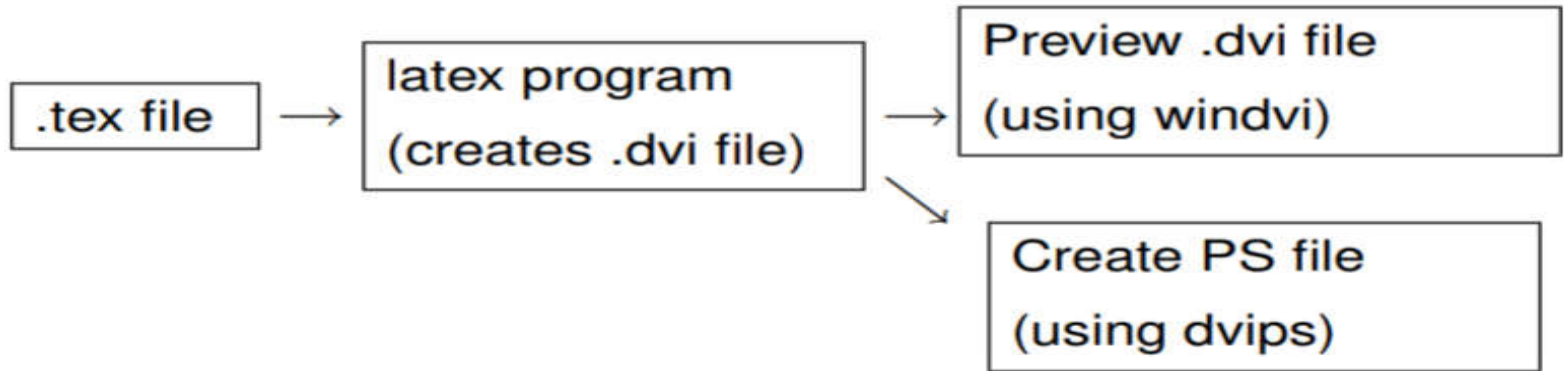 .tex file
latex program
(creates .dvi file)
Preview .dvi file
(using windvi)
Create PS file
(using dvips)